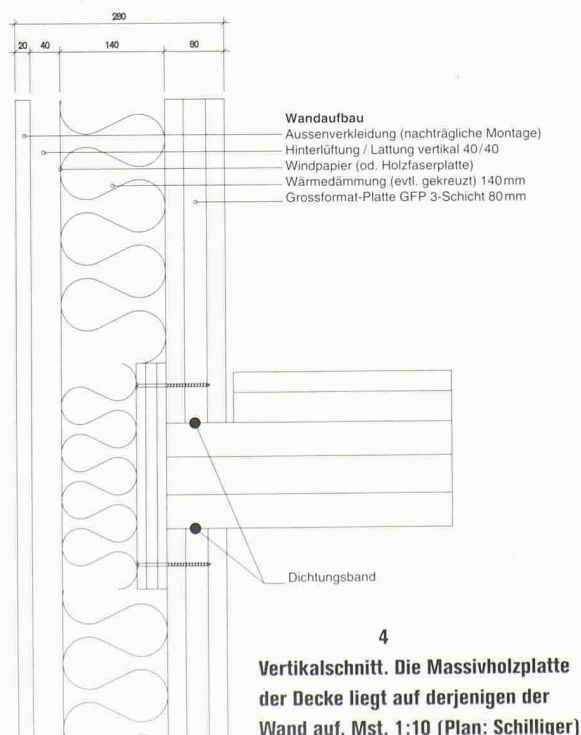 280
20 40 140 80
Wandaufbau
Aussenverkleidung (nachträgliche Montage)
Hinterlüftung / Lattung vertikal 40/40
Windpapier (od. Holzfaserplatte)
Wärmedämmung (evtl. gekreuzt) 140mm
Grossformat-Platte GFP 3-Schicht 80mm
Dichtungsband
4
Vertikalschnitt. Die Massivholzplatte
der Decke liegt auf derjenigen der
Wand auf. Mst. 1:10 (Plan: Schilliger)